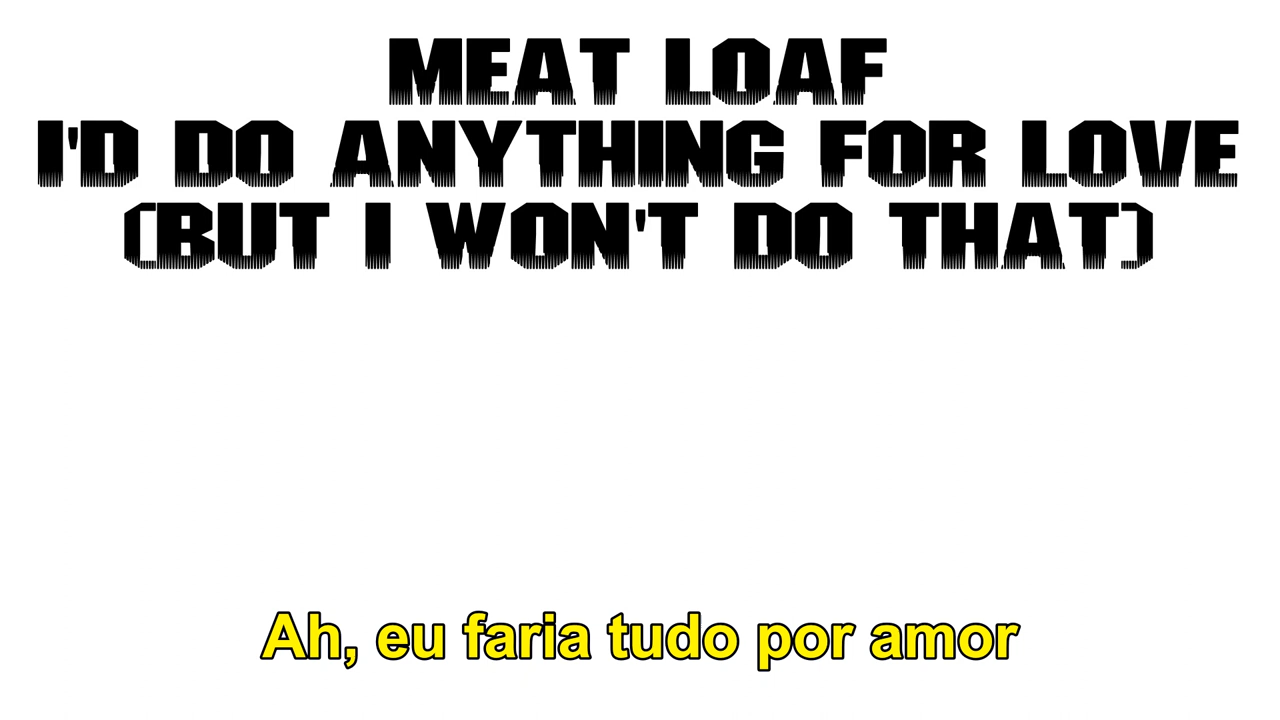 MEAT LOAF
I'D DO ANYTHING FOR LOVE
(BUT I WON'T DO THAT)
Ah, eu faria tudo por amor